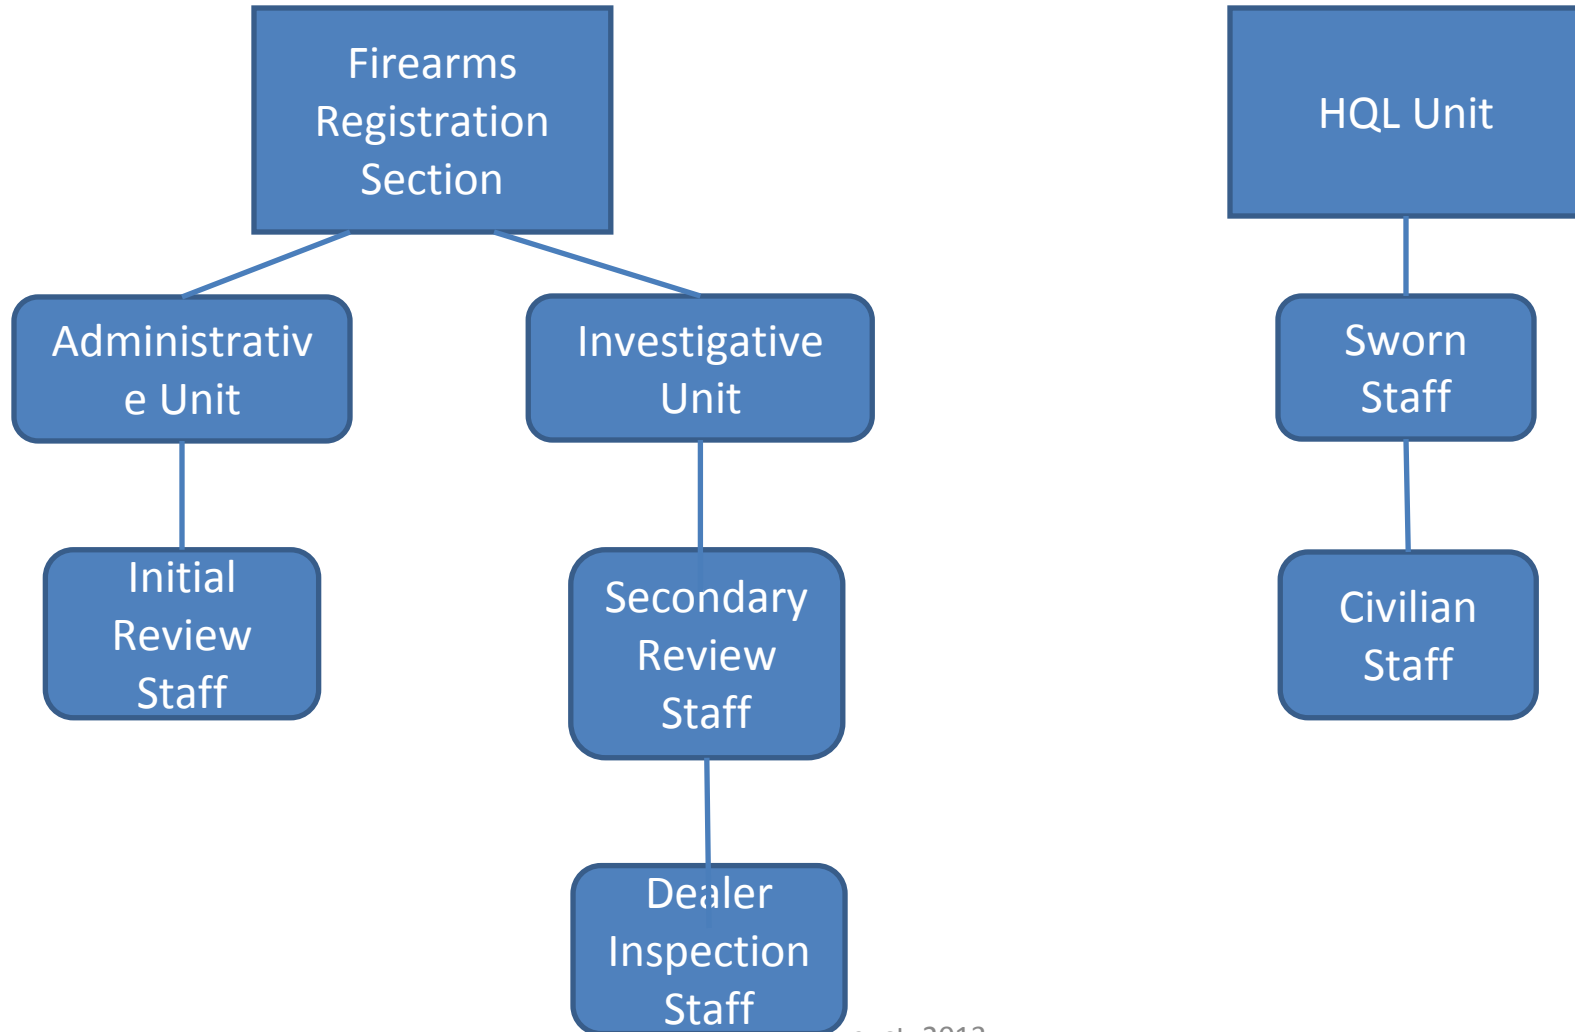 Firearms
Registration
Section
HQL Unit
Administrativ
e Unit
Investigative
Unit
Sworn
Staff
Initial
Review
Staff
Secondary
Review
Staff
Civilian
Staff
Dealer
Inspection
Staff
2013